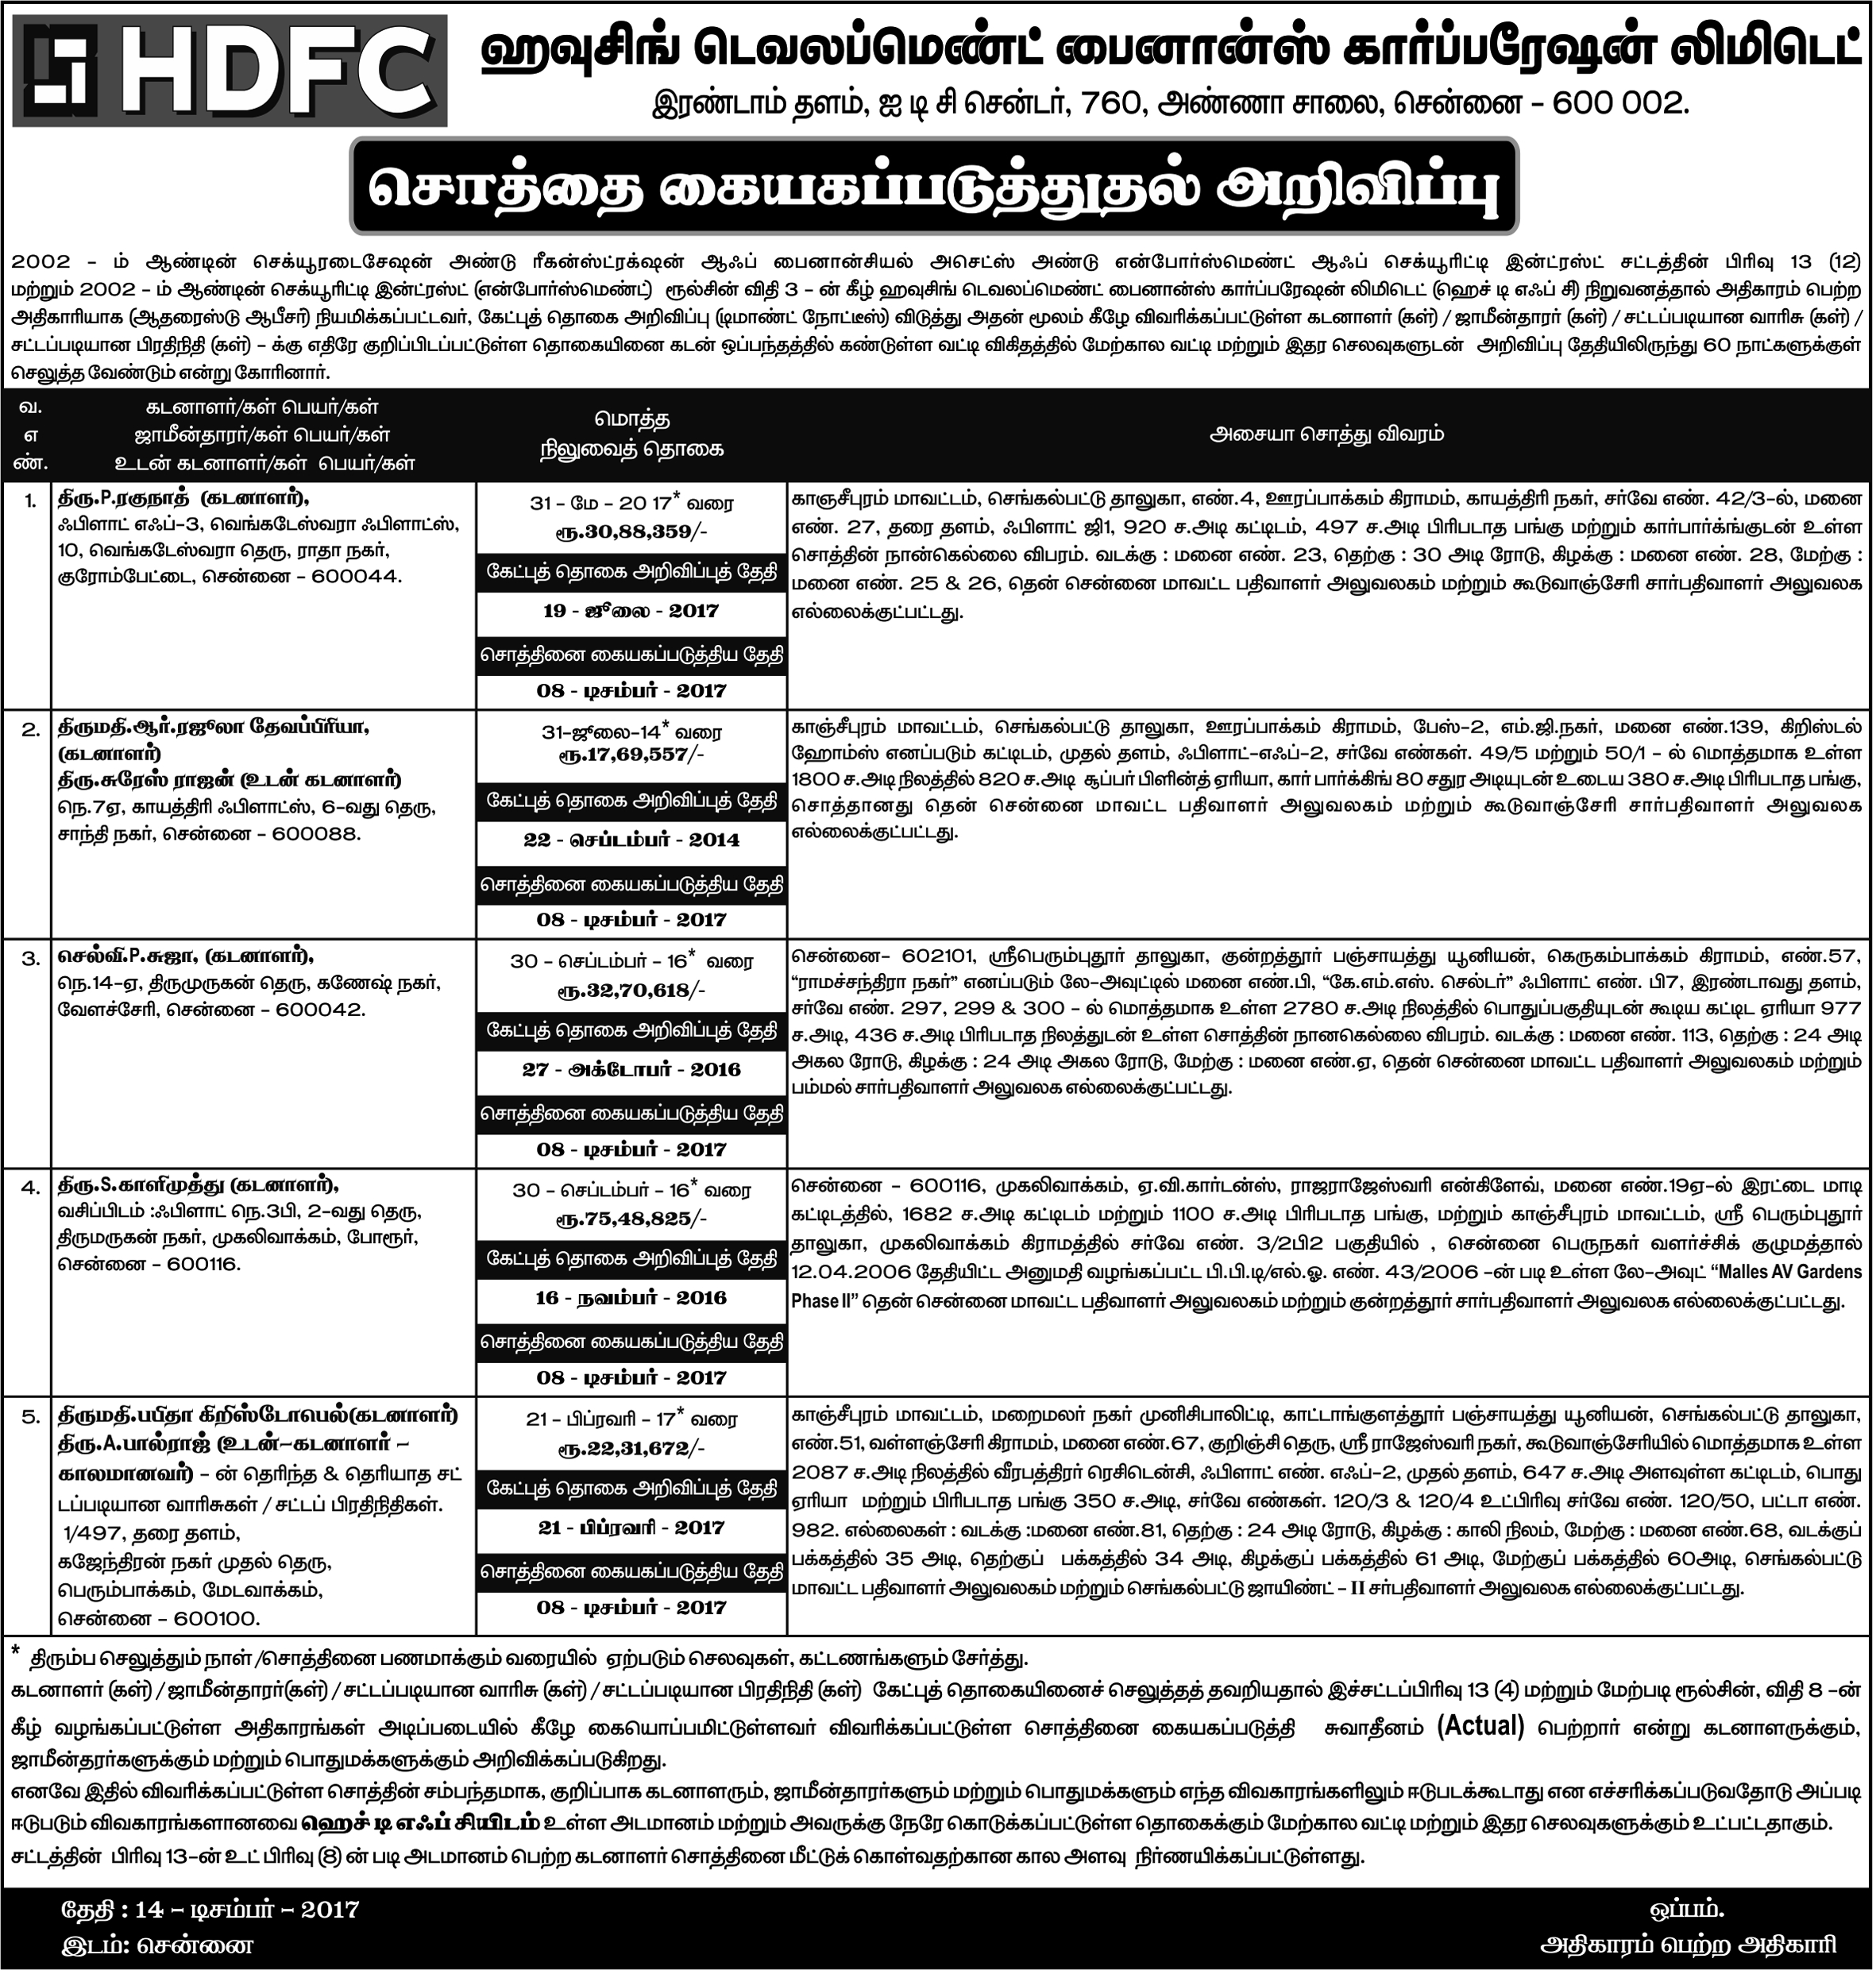 HDFC
ஹவுசிங் டெவலப்மெண்ட் பைனான்ஸ் கார்ப்பரேஷன் லிமிடெட்
இரண்டாம் தளம், ஐ டி சி சென்டர், 760, அண்ணா சாலை, சென்னை – 600 002.
சொத்தை கையகப்படுத்துதல் அறிவிப்பு
2002 – ம் ஆண்டின் செக்யூரடைசேஷன் அண்டு ரீகன்ஸ்ட்ரக்ஷன் ஆஃப் பைனான்சியல் அசெட்ஸ் அண்டு என்போர்ஸ்மெண்ட் ஆஃப் செக்யூரிட்டி இன்ட்ரஸ்ட் சட்டத்தின் பிரிவு 13 (12)
மற்றும் 2002 – ம் ஆண்டின் செக்யூரிட்டி இன்ட்ரஸ்ட் (என்போர்ஸ்மெண்ட்) ரூல்சின் விதி 3 – ன் கீழ் ஹவுசிங் டெவலப்மெண்ட் பைனான்ஸ் கார்ப்பரேஷன் லிமிடெட் (ஹெச் டி எஃப் சி) நிறுவனத்தால் அதிகாரம் பெற்ற
அதிகாரியாக (ஆதரைஸ்டு ஆபீசர்) நியமிக்கப்பட்டவர், கேட்புத் தொகை அறிவிப்பு (டிமாண்ட் நோட்டீஸ்) விடுத்து அதன் மூலம் கீழே விவரிக்கப்பட்டுள்ள கடனாளர் (கள்) / ஜாமீன்தாரர் (கள்) / சட்டப்படியான வாரிசு (கள்) /
சட்டப்படியான பிரதிநிதி (கள்) – க்கு எதிரே குறிப்பிடப்பட்டுள்ள தொகையினை கடன் ஒப்பந்தத்தில் கண்டுள்ள வட்டி விகிதத்தில் மேற்கால வட்டி மற்றும் இதர செலவுகளுடன் அறிவிப்பு தேதியிலிருந்து 60 நாட்களுக்குள்
செலுத்த வேண்டும் என்று கோரினார்.
வ.
எ
ண்.
கடனாளர்/கள் பெயர்/கள்
ஜாமீன்தாரர்/கள் பெயர்/கள்
உடன் கடனாளர்/கள் பெயர்/கள்
மொத்த
நிலுவைத் தொகை
அசையா சொத்து விவரம்
1.
திரு.P.ரகுநாத் (கடனாளர்),
ஃபிளாட் எஃப்–3, வெங்கடேஸ்வரா ஃபிளாட்ஸ்,
10, வெங்கடேஸ்வரா தெரு, ராதா நகர்,
குரோம்பேட்டை, சென்னை – 600044.
31 – மே – 20 17* வரை
ரூ.30,88,359/-
கேட்புத் தொகை அறிவிப்புத் தேதி
19 - ஜூலை - 2017
சொத்தினை கையகப்படுத்திய தேதி
08 - டிசம்பர் - 2017
காஞசீபுரம் மாவட்டம், செங்கல்பட்டு தாலுகா, எண்.4, ஊரப்பாக்கம் கிராமம், காயத்திரி நகர், சர்வே எண். 42/3–ல், மனை
எண். 27, தரை தளம், ஃபிளாட் ஜி1, 920 ச.அடி கட்டிடம், 497 ச.அடி பிரிபடாத பங்கு மற்றும் கார்பார்க்ங்குடன் உள்ள
சொத்தின் நான்கெல்லை விபரம். வடக்கு : மனை எண். 23, தெற்கு : 30 அடி ரோடு, கிழக்கு : மனை எண். 28, மேற்கு :
மனை எண். 25 & 26, தென் சென்னை மாவட்ட பதிவாளர் அலுவலகம் மற்றும் கூடுவாஞ்சேரி சார்பதிவாளர் அலுவலக
எல்லைக்குட்பட்டது.
2.
திருமதி.ஆர்.ரஜூலா தேவப்பிரியா,
(கடனாளர்)
திரு.சுரேஸ் ராஜன் (உடன் கடனாளர்)
நெ.7ஏ, காயத்திரி ஃபிளாட்ஸ், 6–வது தெரு,
சாந்தி நகர், சென்னை – 600088.
31–ஜூலை–14* வரை
ரூ.17,69,557/-
கேட்புத் தொகை அறிவிப்புத் தேதி
22 - செப்டம்பர் - 2014
சொத்தினை கையகப்படுத்திய தேதி
08 - டிசம்பர் - 2017
காஞ்சீபுரம் மாவட்டம், செங்கல்பட்டு தாலுகா, ஊரப்பாக்கம் கிராமம், பேஸ்–2, எம்.ஜி.நகர், மனை எண்.139, கிறிஸ்டல்
ஹோம்ஸ் எனப்படும் கட்டிடம், முதல் தளம், ஃபிளாட்–எஃப்–2, சர்வே எண்கள். 49/5 மற்றும் 50/1 – ல் மொத்தமாக உள்ள
1800 ச.அடி நிலத்தில் 820 ச.அடி சூப்பர் பிளின்த் ஏரியா, கார் பார்க்கிங் 80 சதுர அடியுடன் உடைய 380 ச.அடி பிரிபடாத பங்கு,
சொத்தானது தென் சென்னை மாவட்ட பதிவாளர் அலுவலகம் மற்றும் கூடுவாஞ்சேரி சார்பதிவாளர் அலுவலக
எல்லைக்குட்பட்டது.
3.
செல்வி.P.சுஜா, (கடனாளர்),
நெ.14–ஏ, திருமுருகன் தெரு, கணேஷ் நகர்,
வேளச்சேரி, சென்னை – 600042.
30 – செப்டம்பர் – 16* வரை
ரூ.32,70,618/-
கேட்புத் தொகை அறிவிப்புத் தேதி
27 - அக்டோபர் - 2016
சொத்தினை கையகப்படுத்திய தேதி
08 - டிசம்பர் - 2017
சென்னை– 602101, ஸ்ரீபெரும்புதூர் தாலுகா, குன்றத்தூர் பஞ்சாயத்து யூனியன், கெருகம்பாக்கம் கிராமம், எண்.57,
“ராமச்சந்திரா நகர்” எனப்படும் லே–அவுட்டில் மனை எண்.பி, “கே.எம்.எஸ். செல்டர்” ஃபிளாட் எண். பி7, இரண்டாவது தளம்,
சர்வே எண். 297, 299 & 300 – ல் மொத்தமாக உள்ள 2780 ச.அடி நிலத்தில் பொதுப்பகுதியுடன் கூடிய கட்டிட ஏரியா 977
ச.அடி, 436 ச.அடி பிரிபடாத நிலத்துடன் உள்ள சொத்தின் நானகெல்லை விபரம். வடக்கு : மனை எண். 113, தெற்கு : 24 அடி
அகல ரோடு, கிழக்கு : 24 அடி அகல ரோடு, மேற்கு : மனை எண்.ஏ, தென் சென்னை மாவட்ட பதிவாளர் அலுவலகம் மற்றும்
பம்மல் சார்பதிவாளர் அலுவலக எல்லைக்குட்பட்டது.
4.
திரு.S.காளிமுத்து (கடனாளர்),
வசிப்பிடம் :ஃபிளாட் நெ.3பி, 2–வது தெரு,
திருமருகன் நகர், முகலிவாக்கம், போரூர்,
சென்னை – 600116.
30 – செப்டம்பர் – 16* வரை
ரூ.75,48,825/-
கேட்புத் தொகை அறிவிப்புத் தேதி
16 - நவம்பர் - 2016
சொத்தினை கையகப்படுத்திய தேதி
08 - டிசம்பர் - 2017
சென்னை – 600116, முகலிவாக்கம், ஏ.வி.கார்டன்ஸ், ராஜராஜேஸ்வரி என்கிளேவ், மனை எண்.19ஏ–ல் இரட்டை மாடி
கட்டிடத்தில், 1682 ச.அடி கட்டிடம் மற்றும் 1100 ச.அடி பிரிபடாத பங்கு, மற்றும் காஞ்சீபுரம் மாவட்டம், ஸ்ரீ பெரும்புதூர்
தாலுகா, முகலிவாக்கம் கிராமத்தில் சர்வே எண். 3/2பி2 பகுதியில் , சென்னை பெருநகர் வளர்ச்சிக் குழுமத்தால்
12.04.2006 தேதியிட்ட அனுமதி வழங்கப்பட்ட பி.பி.டி/எல்.ஓ. எண். 43/2006 –ன் படி உள்ள லே–அவுட் “Malles AV Gardens
Phase II” தென் சென்னை மாவட்ட பதிவாளர் அலுவலகம் மற்றும் குன்றத்தூர் சார்பதிவாளர் அலுவலக எல்லைக்குட்பட்டது.
5.
திருமதி.பபிதா கிறிஸ்டோபெல்(கடனாளர்)
திரு.A.பால்ராஜ் (உடன்–கடனாளர் –
காலமானவர்) – ன் தெரிந்த & தெரியாத சட்
டப்படியான வாரிசுகள் / சட்டப் பிரதிநிதிகள்.
1/497, தரை தளம்,
கஜேந்திரன் நகர் முதல் தெரு,
பெரும்பாக்கம், மேடவாக்கம்,
சென்னை – 600100.
21 – பிப்ரவரி – 17* வரை
ரூ.22,31,672/-
கேட்புத் தொகை அறிவிப்புத் தேதி
21 - பிப்ரவரி - 2017
சொத்தினை கையகப்படுத்திய தேதி
08 - டிசம்பர் - 2017
காஞ்சீபுரம் மாவட்டம், மறைமலர் நகர் முனிசிபாலிட்டி, காட்டாங்குளத்தூர் பஞ்சாயத்து யூனியன், செங்கல்பட்டு தாலுகா,
எண்.51, வள்ளஞ்சேரி கிராமம், மனை எண்.67, குறிஞ்சி தெரு, ஸ்ரீ ராஜேஸ்வரி நகர், கூடுவாஞ்சேரியில் மொத்தமாக உள்ள
2087 ச.அடி நிலத்தில் வீரபத்திரர் ரெசிடென்சி, ஃபிளாட் எண். எஃப்–2, முதல் தளம், 647 ச.அடி அளவுள்ள கட்டிடம், பொது
ஏரியா மற்றும் பிரிபடாத பங்கு 350 ச.அடி, சர்வே எண்கள். 120/3 & 120/4 உட்பிரிவு சர்வே எண். 120/50, பட்டா எண்.
982. எல்லைகள் : வடக்கு :மனை எண்.81, தெற்கு : 24 அடி ரோடு, கிழக்கு : காலி நிலம், மேற்கு : மனை எண்.68, வடக்குப்
பக்கத்தில் 35 அடி, தெற்குப் பக்கத்தில் 34 அடி, கிழக்குப் பக்கத்தில் 61 அடி, மேற்குப் பக்கத்தில் 60அடி, செங்கல்பட்டு
மாவட்ட பதிவாளர் அலுவலகம் மற்றும் செங்கல்பட்டு ஜாயிண்ட் – II சர்பதிவாளர் அலுவலக எல்லைக்குட்பட்டது.
* திரும்ப செலுத்தும் நாள் /சொத்தினை பணமாக்கும் வரையில் ஏற்படும் செலவுகள், கட்டணங்களும் சேர்த்து.
கடனாளர் (கள்) / ஜாமீன்தாரர்(கள்) / சட்டப்படியான வாரிசு (கள்) / சட்டப்படியான பிரதிநிதி (கள்) கேட்புத் தொகையினைச் செலுத்தத் தவறியதால் இச்சட்டப்பிரிவு 13 (4) மற்றும் மேற்படி ரூல்சின், விதி 8 –ன்
கீழ் வழங்கப்பட்டுள்ள அதிகாரங்கள் அடிப்படையில் கீழே கையொப்பமிட்டுள்ளவர் விவரிக்கப்பட்டுள்ள சொத்தினை கையகப்படுத்தி சுவாதீனம் (Actual) பெற்றார் என்று கடனாளருக்கும்,
ஜாமீன்தரர்களுக்கும் மற்றும் பொதுமக்களுக்கும் அறிவிக்கப்படுகிறது.
எனவே இதில் விவரிக்கப்பட்டுள்ள சொத்தின் சம்பந்தமாக, குறிப்பாக கடனாளரும், ஜாமீன்தாரர்களும் மற்றும் பொதுமக்களும் எந்த விவகாரங்களிலும் ஈடுபடக்கூடாது என எச்சரிக்கப்படுவதோடு அப்படி
ஈடுபடும் விவகாரங்களானவை ஹெச் டி எஃப் சியிடம் உள்ள அடமானம் மற்றும் அவருக்கு நேரே கொடுக்கப்பட்டுள்ள தொகைக்கும் மேற்கால வட்டி மற்றும் இதர செலவுகளுக்கும் உட்பட்டதாகும்.
சட்டத்தின் பிரிவு 13–ன் உட் பிரிவு (8) ன் படி அடமானம் பெற்ற கடனாளர் சொத்தினை மீட்டுக் கொள்வதற்கான கால அளவு நிர்ணயிக்கப்பட்டுள்ளது.
தேதி : 14 – டிசம்பர் – 2017
இடம்: சென்னை
ஒப்பம்.
அதிகாரம் பெற்ற அதிகாரி